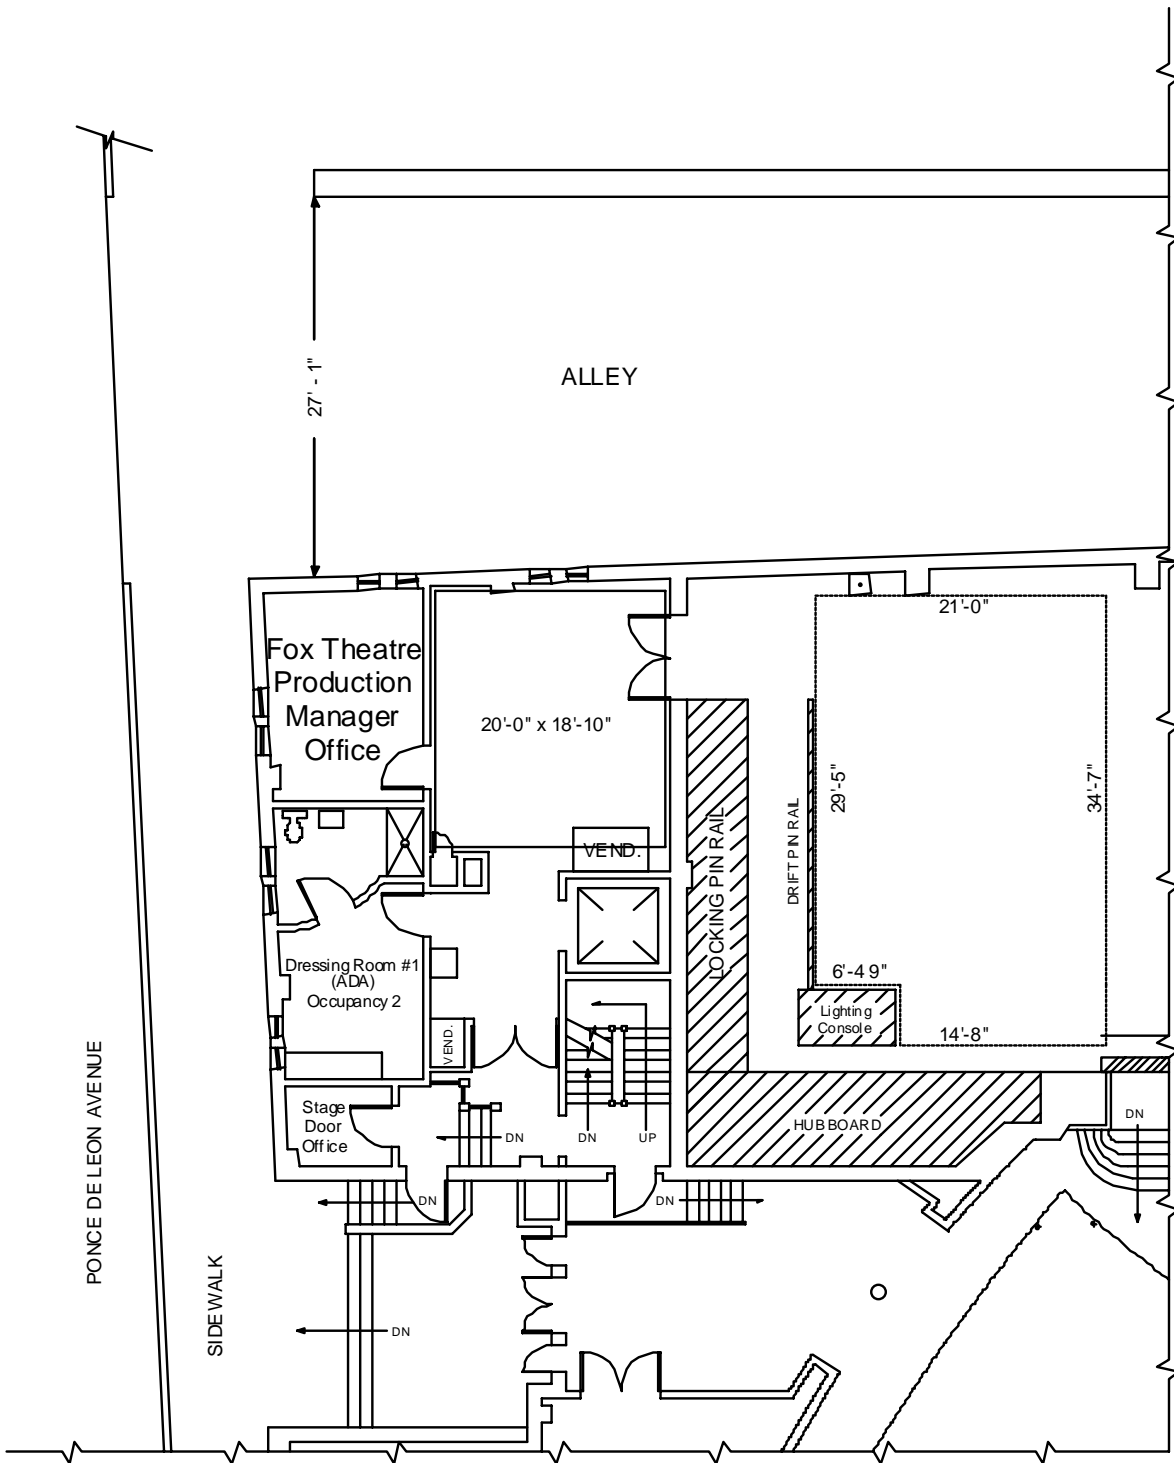 27' - 1"
ALLEY
21'-0"
Fox Theatre
Production
Manager
Office
20'-0" x 18'-10"
29'-5"
34'-7"
LOCKING PIN RAIL
DRIFT PIN RAIL
VEND.
Dressing Room #1
(ADA)
Occupancy 2
6'-4 9"
Lighting
Console
14'-8"
VEND.
Stage
Door
Office
DN
DN
UP
HUB BOARD
DN
DN
DN
DN
PONCE DE LEON AVENUE
SIDEWALK